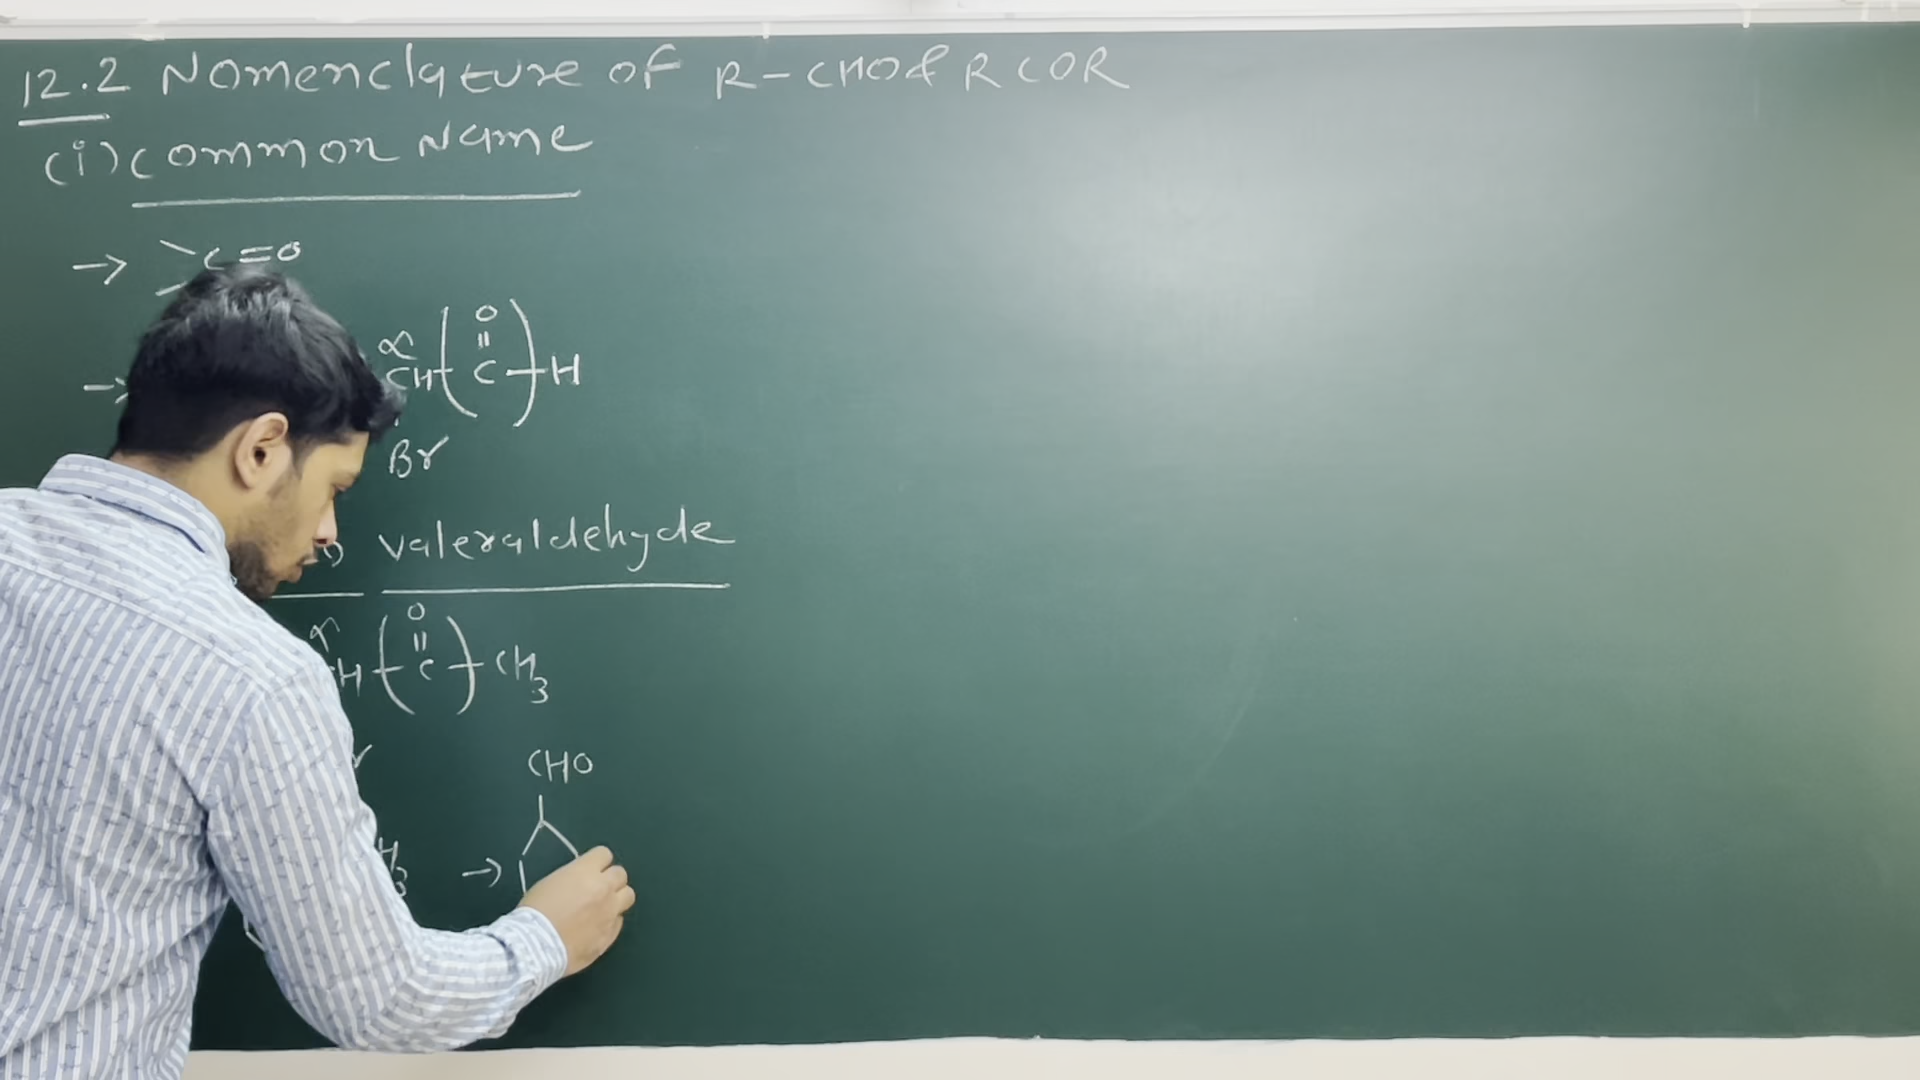 12.2 Nomenclature of R-CHO & RCOR
(i) Common Name
→ >C=O
α O
CH-(C)-H
Br
valeraldehyde
α O
H-(C)-CH3
CHO
→